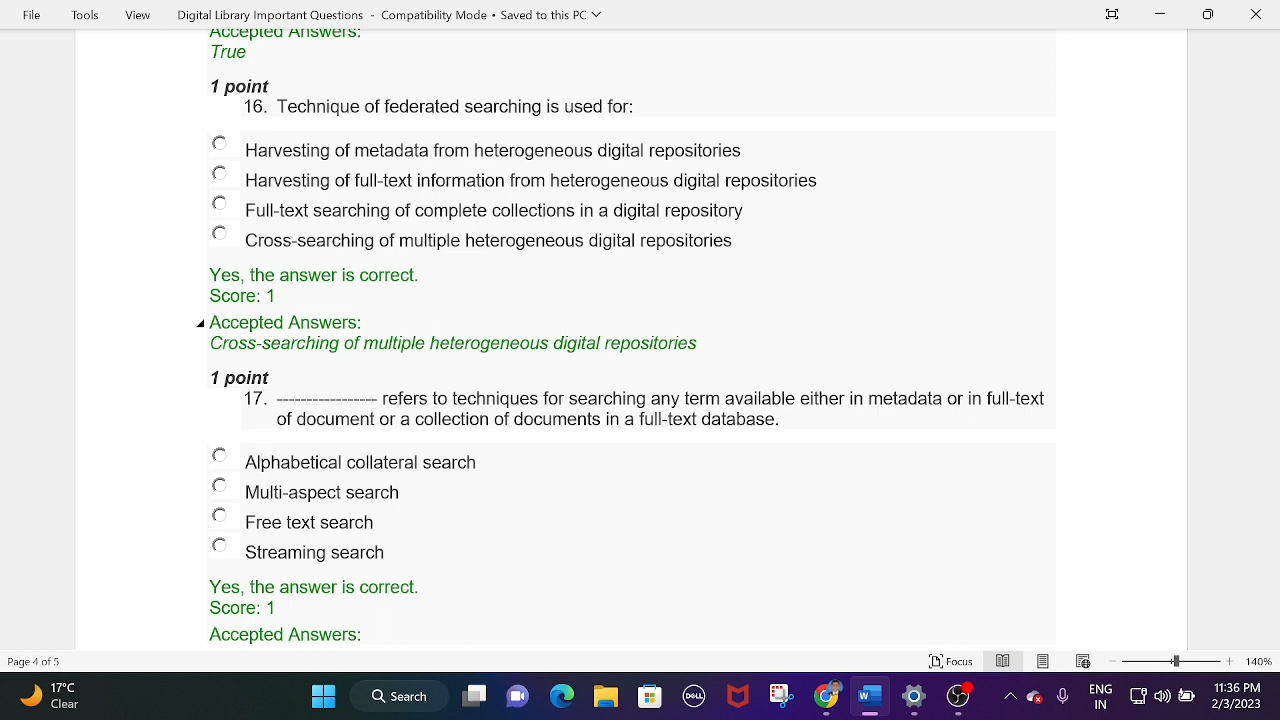 File Tools View Digital Library Important Questions - Compatibility Mode • Saved to this PC
Accepted Answers:
True
1 point
16. Technique of federated searching is used for:
Harvesting of metadata from heterogeneous digital repositories
Harvesting of full-text information from heterogeneous digital repositories
Full-text searching of complete collections in a digital repository
Cross-searching of multiple heterogeneous digital repositories
Yes, the answer is correct.
Score: 1
Accepted Answers:
Cross-searching of multiple heterogeneous digital repositories
1 point
17. ----------------- refers to techniques for searching any term available either in metadata or in full-text
of document or a collection of documents in a full-text database.
Alphabetical collateral search
Multi-aspect search
Free text search
Streaming search
Yes, the answer is correct.
Score: 1
Accepted Answers:
Page 4 of 5 Focus 140%
17°C
Clear
Search
DELL
ENG
IN
11:36 PM
2/3/2023